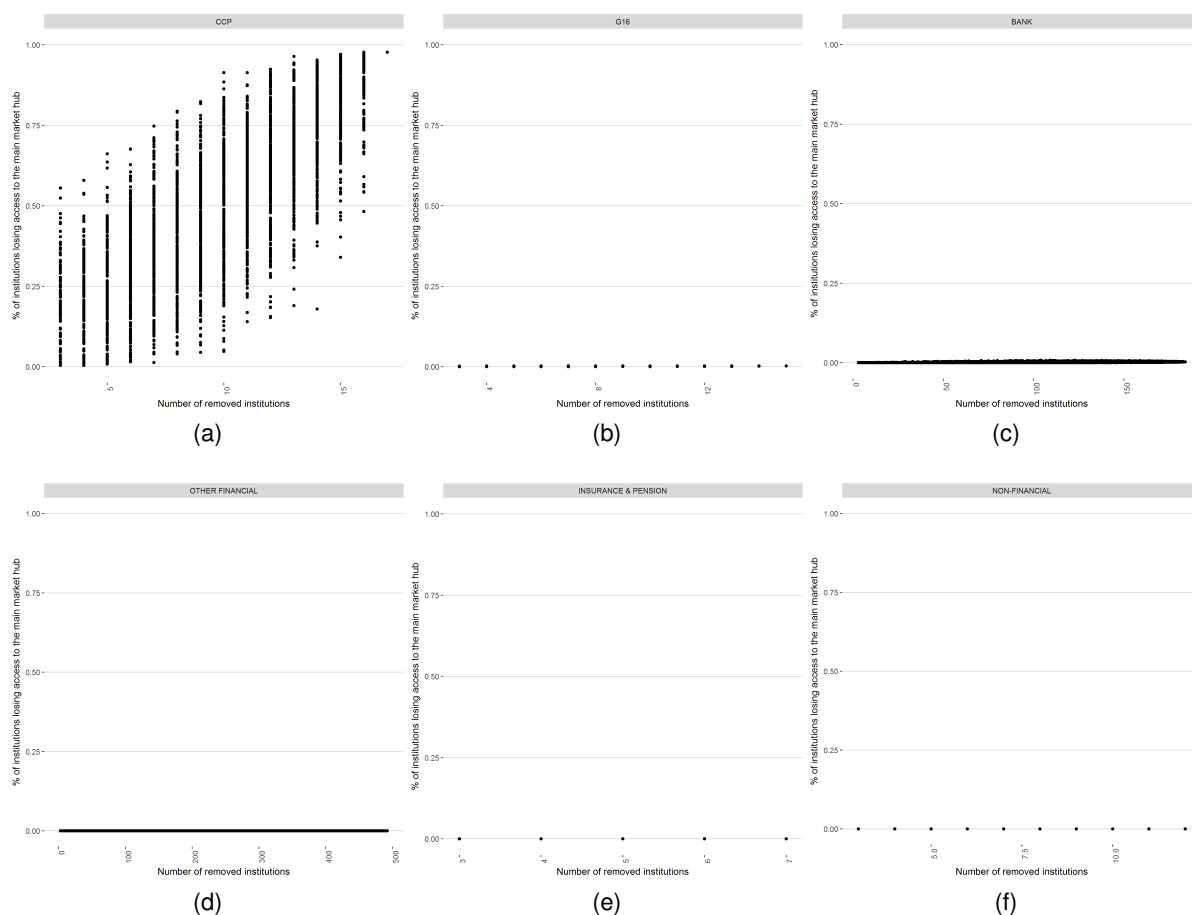 CCP
% of institutions losing access to the main market hub
1.00
0.75
0.50
0.25
0.00
5
10
15
Number of removed institutions
(a)
G16
% of institutions losing access to the main market hub
1.00
0.75
0.50
0.25
0.00
4
8
12
Number of removed institutions
(b)
BANK
% of institutions losing access to the main market hub
1.00
0.75
0.50
0.25
0.00
0
50
100
150
Number of removed institutions
(c)
OTHER FINANCIAL
% of institutions losing access to the main market hub
1.00
0.75
0.50
0.25
0.00
0
100
200
300
400
500
Number of removed institutions
(d)
INSURANCE & PENSION
% of institutions losing access to the main market hub
1.00
0.75
0.50
0.25
0.00
3
4
5
6
7
Number of removed institutions
(e)
NON-FINANCIAL
% of institutions losing access to the main market hub
1.00
0.75
0.50
0.25
0.00
5.0
7.5
10.0
Number of removed institutions
(f)